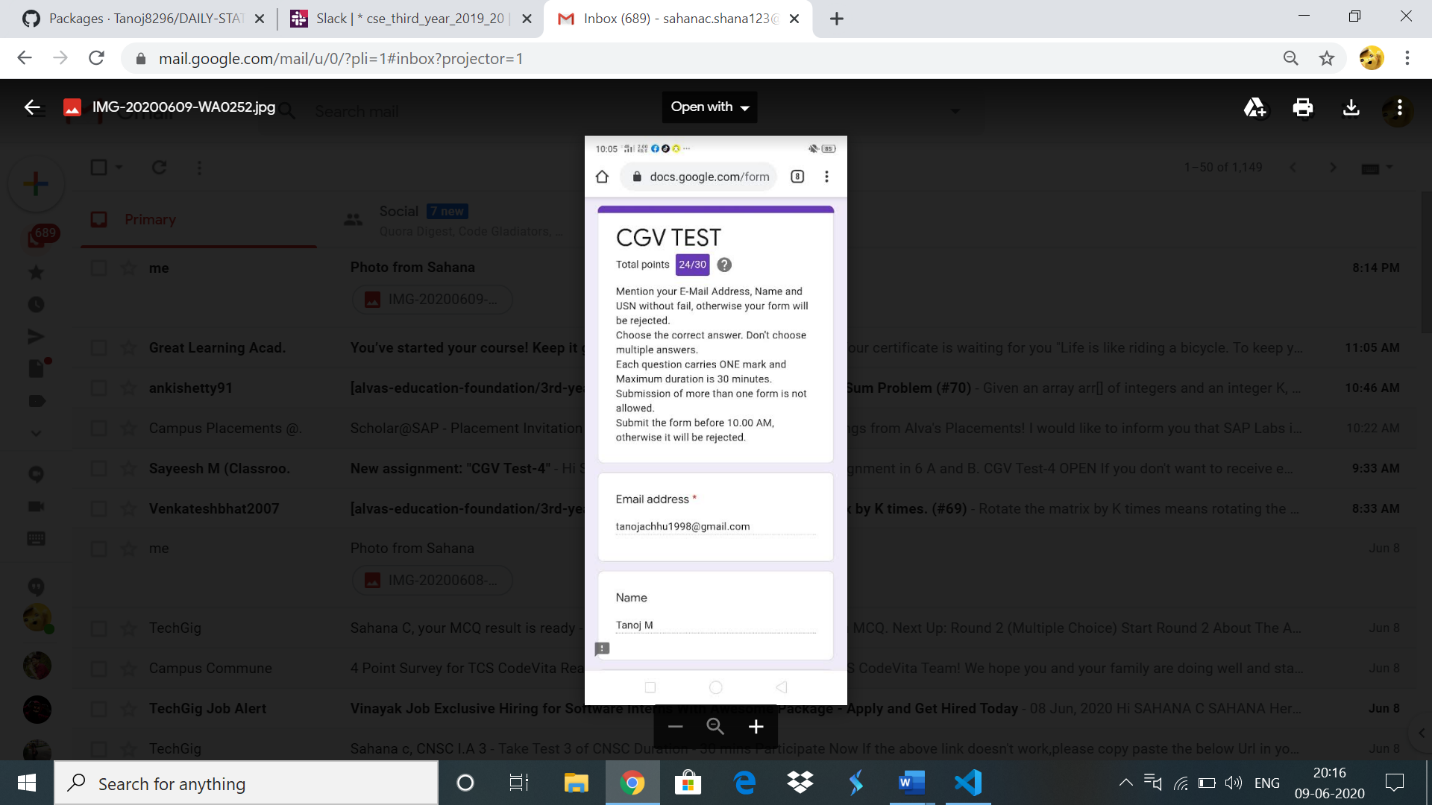 Packages · Tanoj8296/DAILY-STAT
Slack | * cse_third_year_2019_20 |
Inbox (689) - sahanac.shana123@
mail.google.com/mail/u/0/?pli=1#inbox?projector=1
IMG-20200609-WA0252.jpg
Open with
Gmail
Search mail
1–50 of 1,149
689
Primary
Social 7 new
Quora Digest, Code Gladiators, ...
me Photo from Sahana 8:14 PM
IMG-20200609-...
Great Learning Acad. You've started your course! Keep it g our certificate is waiting for you "Life is like riding a bicycle. To keep y... 11:05 AM
ankishetty91 [alvas-education-foundation/3rd-yea Sum Problem (#70) - Given an array arr[] of integers and an integer K, ... 10:46 AM
Campus Placements @. Scholar@SAP - Placement Invitation ngs from Alva's Placements! I would like to inform you that SAP Labs i... 10:22 AM
Sayeesh M (Classroo. New assignment: "CGV Test-4" - Hi S gnment in 6 A and B. CGV Test-4 OPEN If you don't want to receive e... 9:33 AM
Venkateshbhat2007 [alvas-education-foundation/3rd-yea x by K times. (#69) - Rotate the matrix by K times means rotating the ... 8:33 AM
me Photo from Sahana Jun 8
IMG-20200608-...
TechGig Sahana C, your MCQ result is ready - MCQ. Next Up: Round 2 (Multiple Choice) Start Round 2 About The A... Jun 8
Campus Commune 4 Point Survey for TCS CodeVita Rea S CodeVita Team! We hope you and your family are doing well and sta... Jun 8
TechGig Job Alert Vinayak Job Exclusive Hiring for Software Interns With Awesome Package - Apply and Get Hired Today - 08 Jun, 2020 Hi SAHANA C SAHANA Her... Jun 8
TechGig Sahana c, CNSC I.A 3 - Take Test 3 of CNSC Duration - 30 mins Participate Now If the above link doesn't work,please copy paste the below Url in yo... Jun 8
10:05
docs.google.com/form
8
CGV TEST
Total points 24/30
Mention your E-Mail Address, Name and
USN without fail, otherwise your form will
be rejected.
Choose the correct answer. Don't choose
multiple answers.
Each question carries ONE mark and
Maximum duration is 30 minutes.
Submission of more than one form is not
allowed.
Submit the form before 10.00 AM,
otherwise it will be rejected.
Email address *
tanojachhu1998@gmail.com
Name
Tanoj M
Search for anything
ENG
20:16
09-06-2020